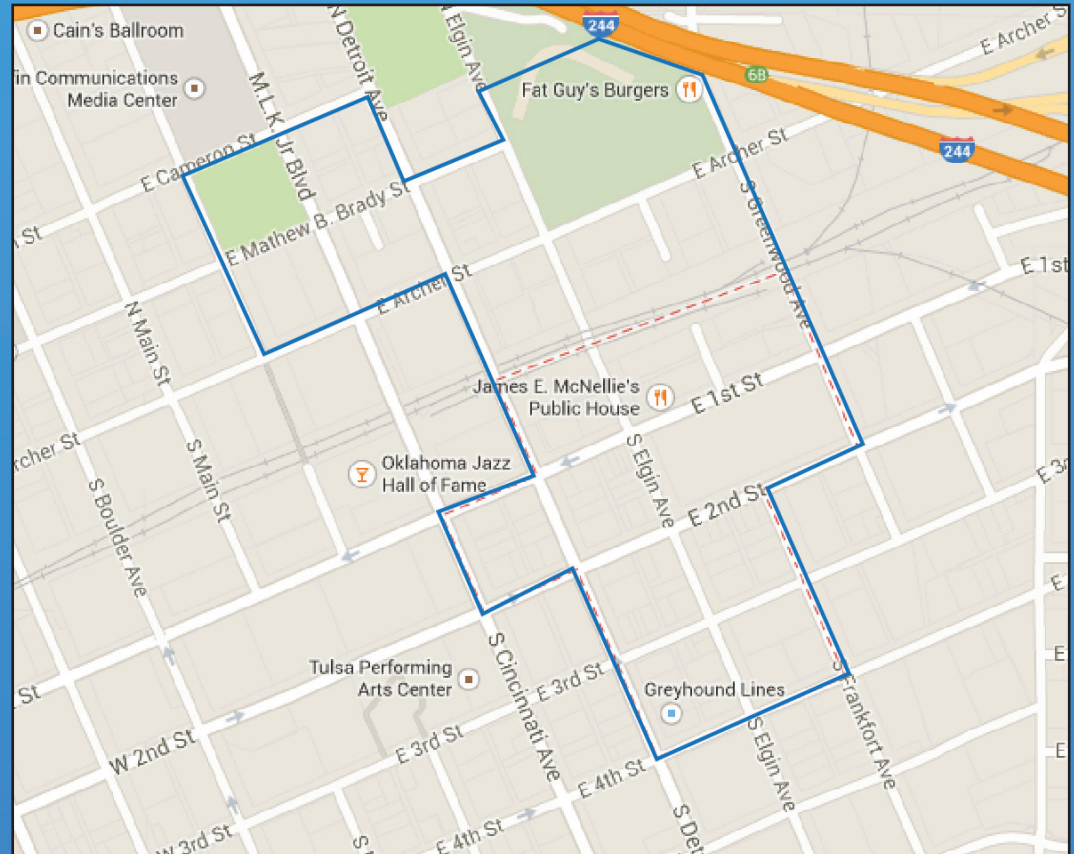 Cain's Ballroom
N Detroit Ave
N Elgin Ave
244
E Archer S
in Communications
Media Center
M.L.K. Jr Blvd
Fat Guy's Burgers
6B
244
E Cameron St
E Archer St
E Mathew B. Brady St
St
S Greenwood Ave
E 1st
E Archer St
N Main St
James E. McNellie's
Public House
E 1st St
rcher St
S Main St
S Elgin Ave
Oklahoma Jazz
Hall of Fame
S Boulder Ave
E 2nd St
E 3r
E
Tulsa Performing
Arts Center
S Cincinnati Ave
E 3rd St
E
Greyhound Lines
St
S Frankfort Ave
W 2nd St
E 3rd St
S Elgin Ave
E
E 4th St
W 3rd St
E 4th St
S Det